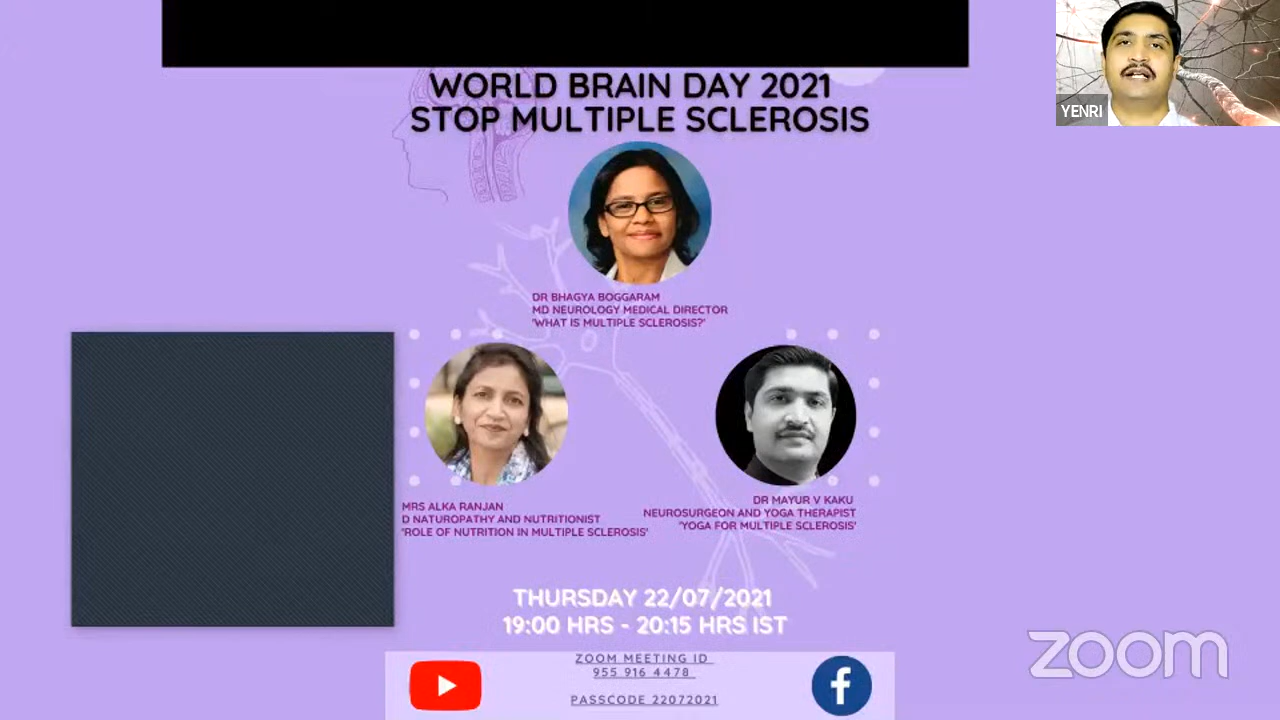 YENRI
WORLD BRAIN DAY 2021
STOP MULTIPLE SCLEROSIS
DR BHAGYA BOGGARAM
MD NEUROLOGY MEDICAL DIRECTOR
'WHAT IS MULTIPLE SCLEROSIS?'
MRS ALKA RANJAN
D NATUROPATHY AND NUTRITIONIST
'ROLE OF NUTRITION IN MULTIPLE SCLEROSIS'
DR MAYUR V KAKU
NEUROSURGEON AND YOGA THERAPIST
'YOGA FOR MULTIPLE SCLEROSIS'
THURSDAY 22/07/2021
19:00 HRS - 20:15 HRS IST
ZOOM MEETING ID
955 916 4478
PASSCODE 22072021
zoom